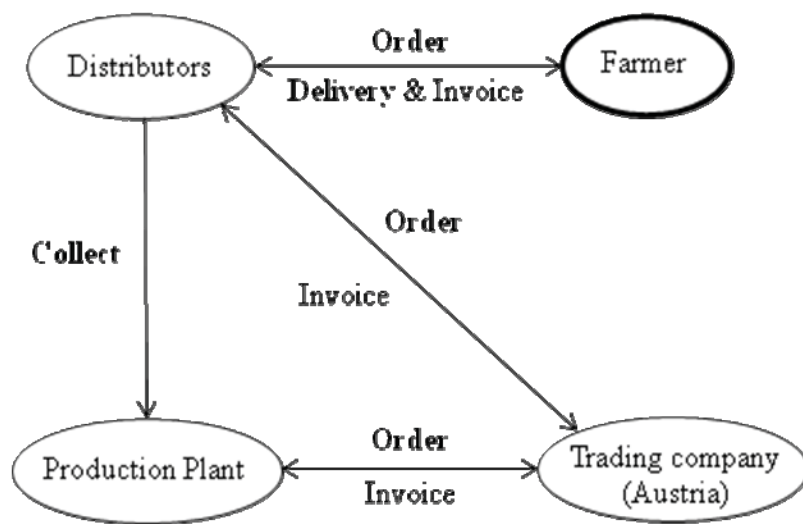 Order
Distributors
Farmer
Delivery & Invoice
Order
Collect
Invoice
Order
Production Plant
Trading company
(Austria)
Invoice